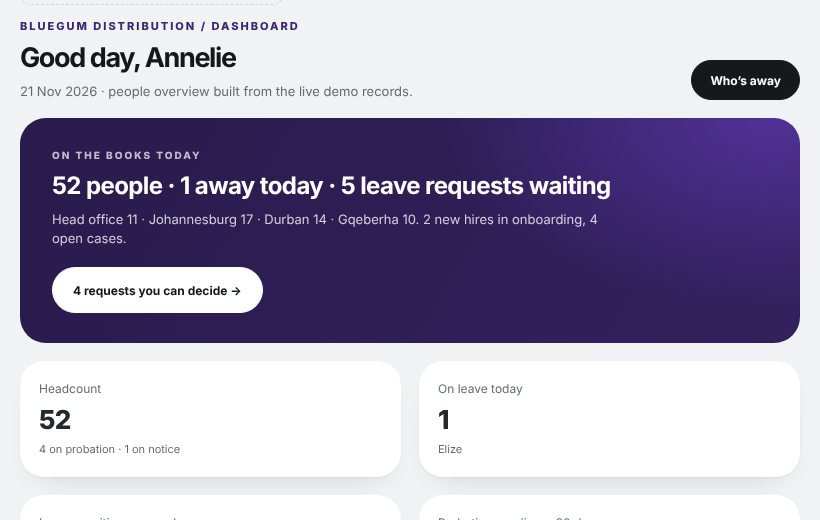 BLUEGUM DISTRIBUTION / DASHBOARD
Good day, Annelie
21 Nov 2026 · people overview built from the live demo records.
Who's away
ON THE BOOKS TODAY
52 people · 1 away today · 5 leave requests waiting
Head office 11 · Johannesburg 17 · Durban 14 · Gqeberha 10. 2 new hires in onboarding, 4
open cases.
4 requests you can decide →
Headcount
52
4 on probation · 1 on notice
On leave today
1
Elize